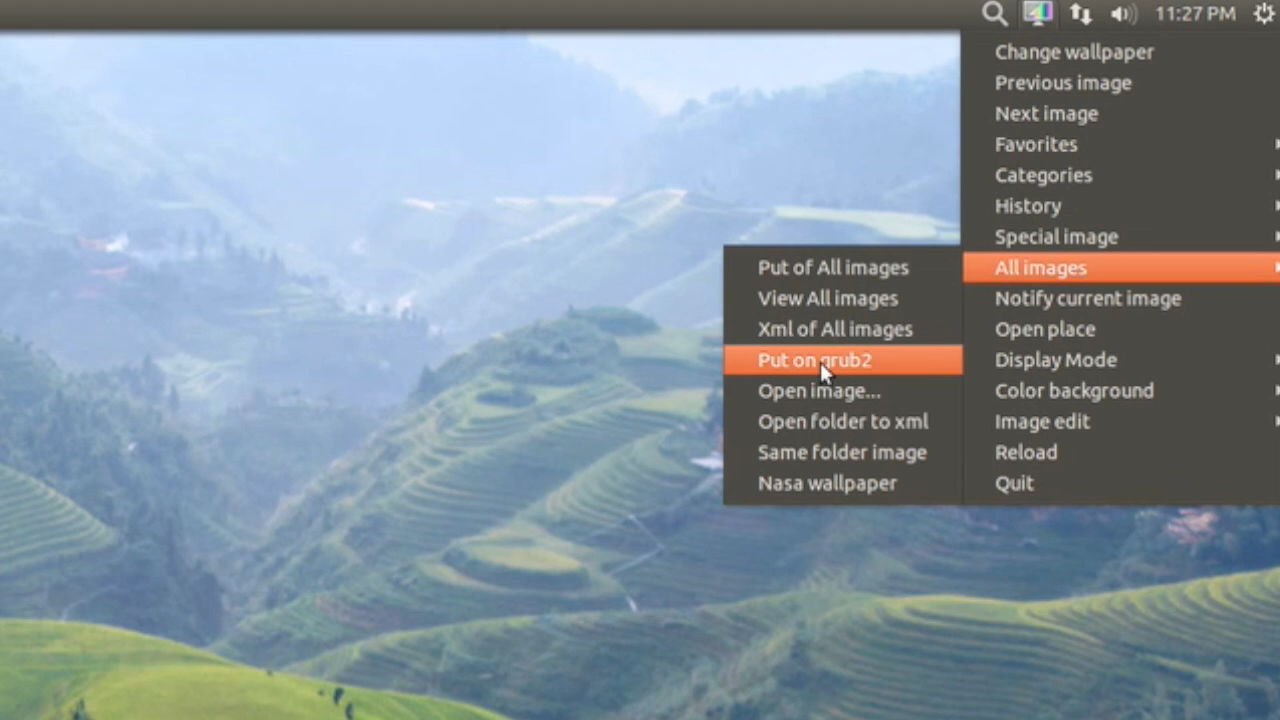 11:27 PM
Change wallpaper
Previous image
Next image
Favorites
Categories
History
Special image
All images
Notify current image
Open place
Display Mode
Color background
Image edit
Reload
Quit
Put of All images
View All images
Xml of All images
Put on grub2
Open image...
Open folder to xml
Same folder image
Nasa wallpaper